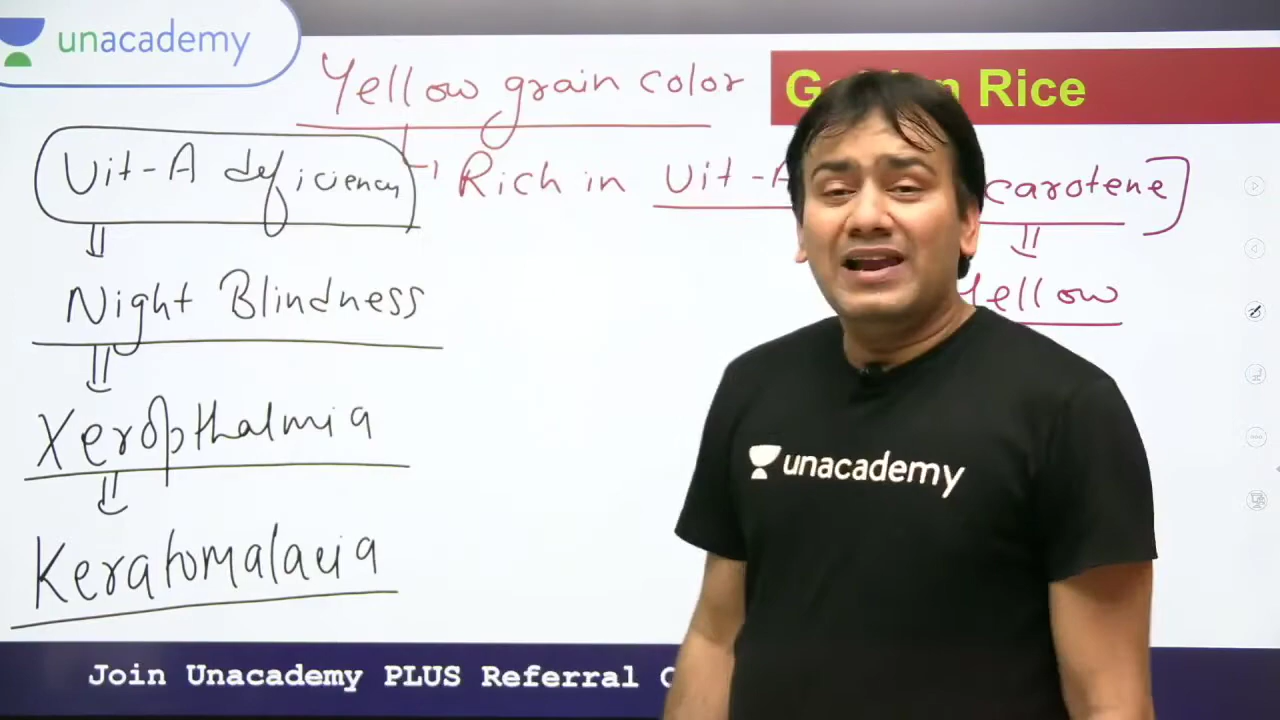 unacademy
Yellow grain color
Golden Rice
Vit-A deficiency
Rich in Vit-A
carotene
Yellow
Night Blindness
Xeropthalmia
Keratomalacia
unacademy
Join Unacademy PLUS Referral